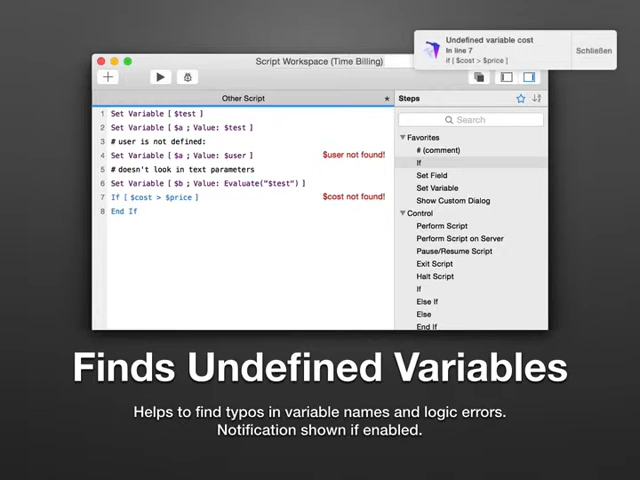 Undefined variable cost
In line 7
if [ $cost > $price ]
Schließen
Script Workspace (Time Billing)
Other Script
Steps
1 Set Variable [ $test ]
2 Set Variable [ $a ; Value: $test ]
3 # user is not defined:
4 Set Variable [ $a ; Value: $user ] $user not found!
5 # doesn't look in text parameters
6 Set Variable [ $b ; Value: Evaluate("$test") ]
7 If [ $cost > $price ] $cost not found!
8 End If
Search
Favorites
# (comment)
If
Set Field
Set Variable
Show Custom Dialog
Control
Perform Script
Perform Script on Server
Pause/Resume Script
Exit Script
Halt Script
If
Else If
Else
End If
Finds Undefined Variables
Helps to find typos in variable names and logic errors.
Notification shown if enabled.